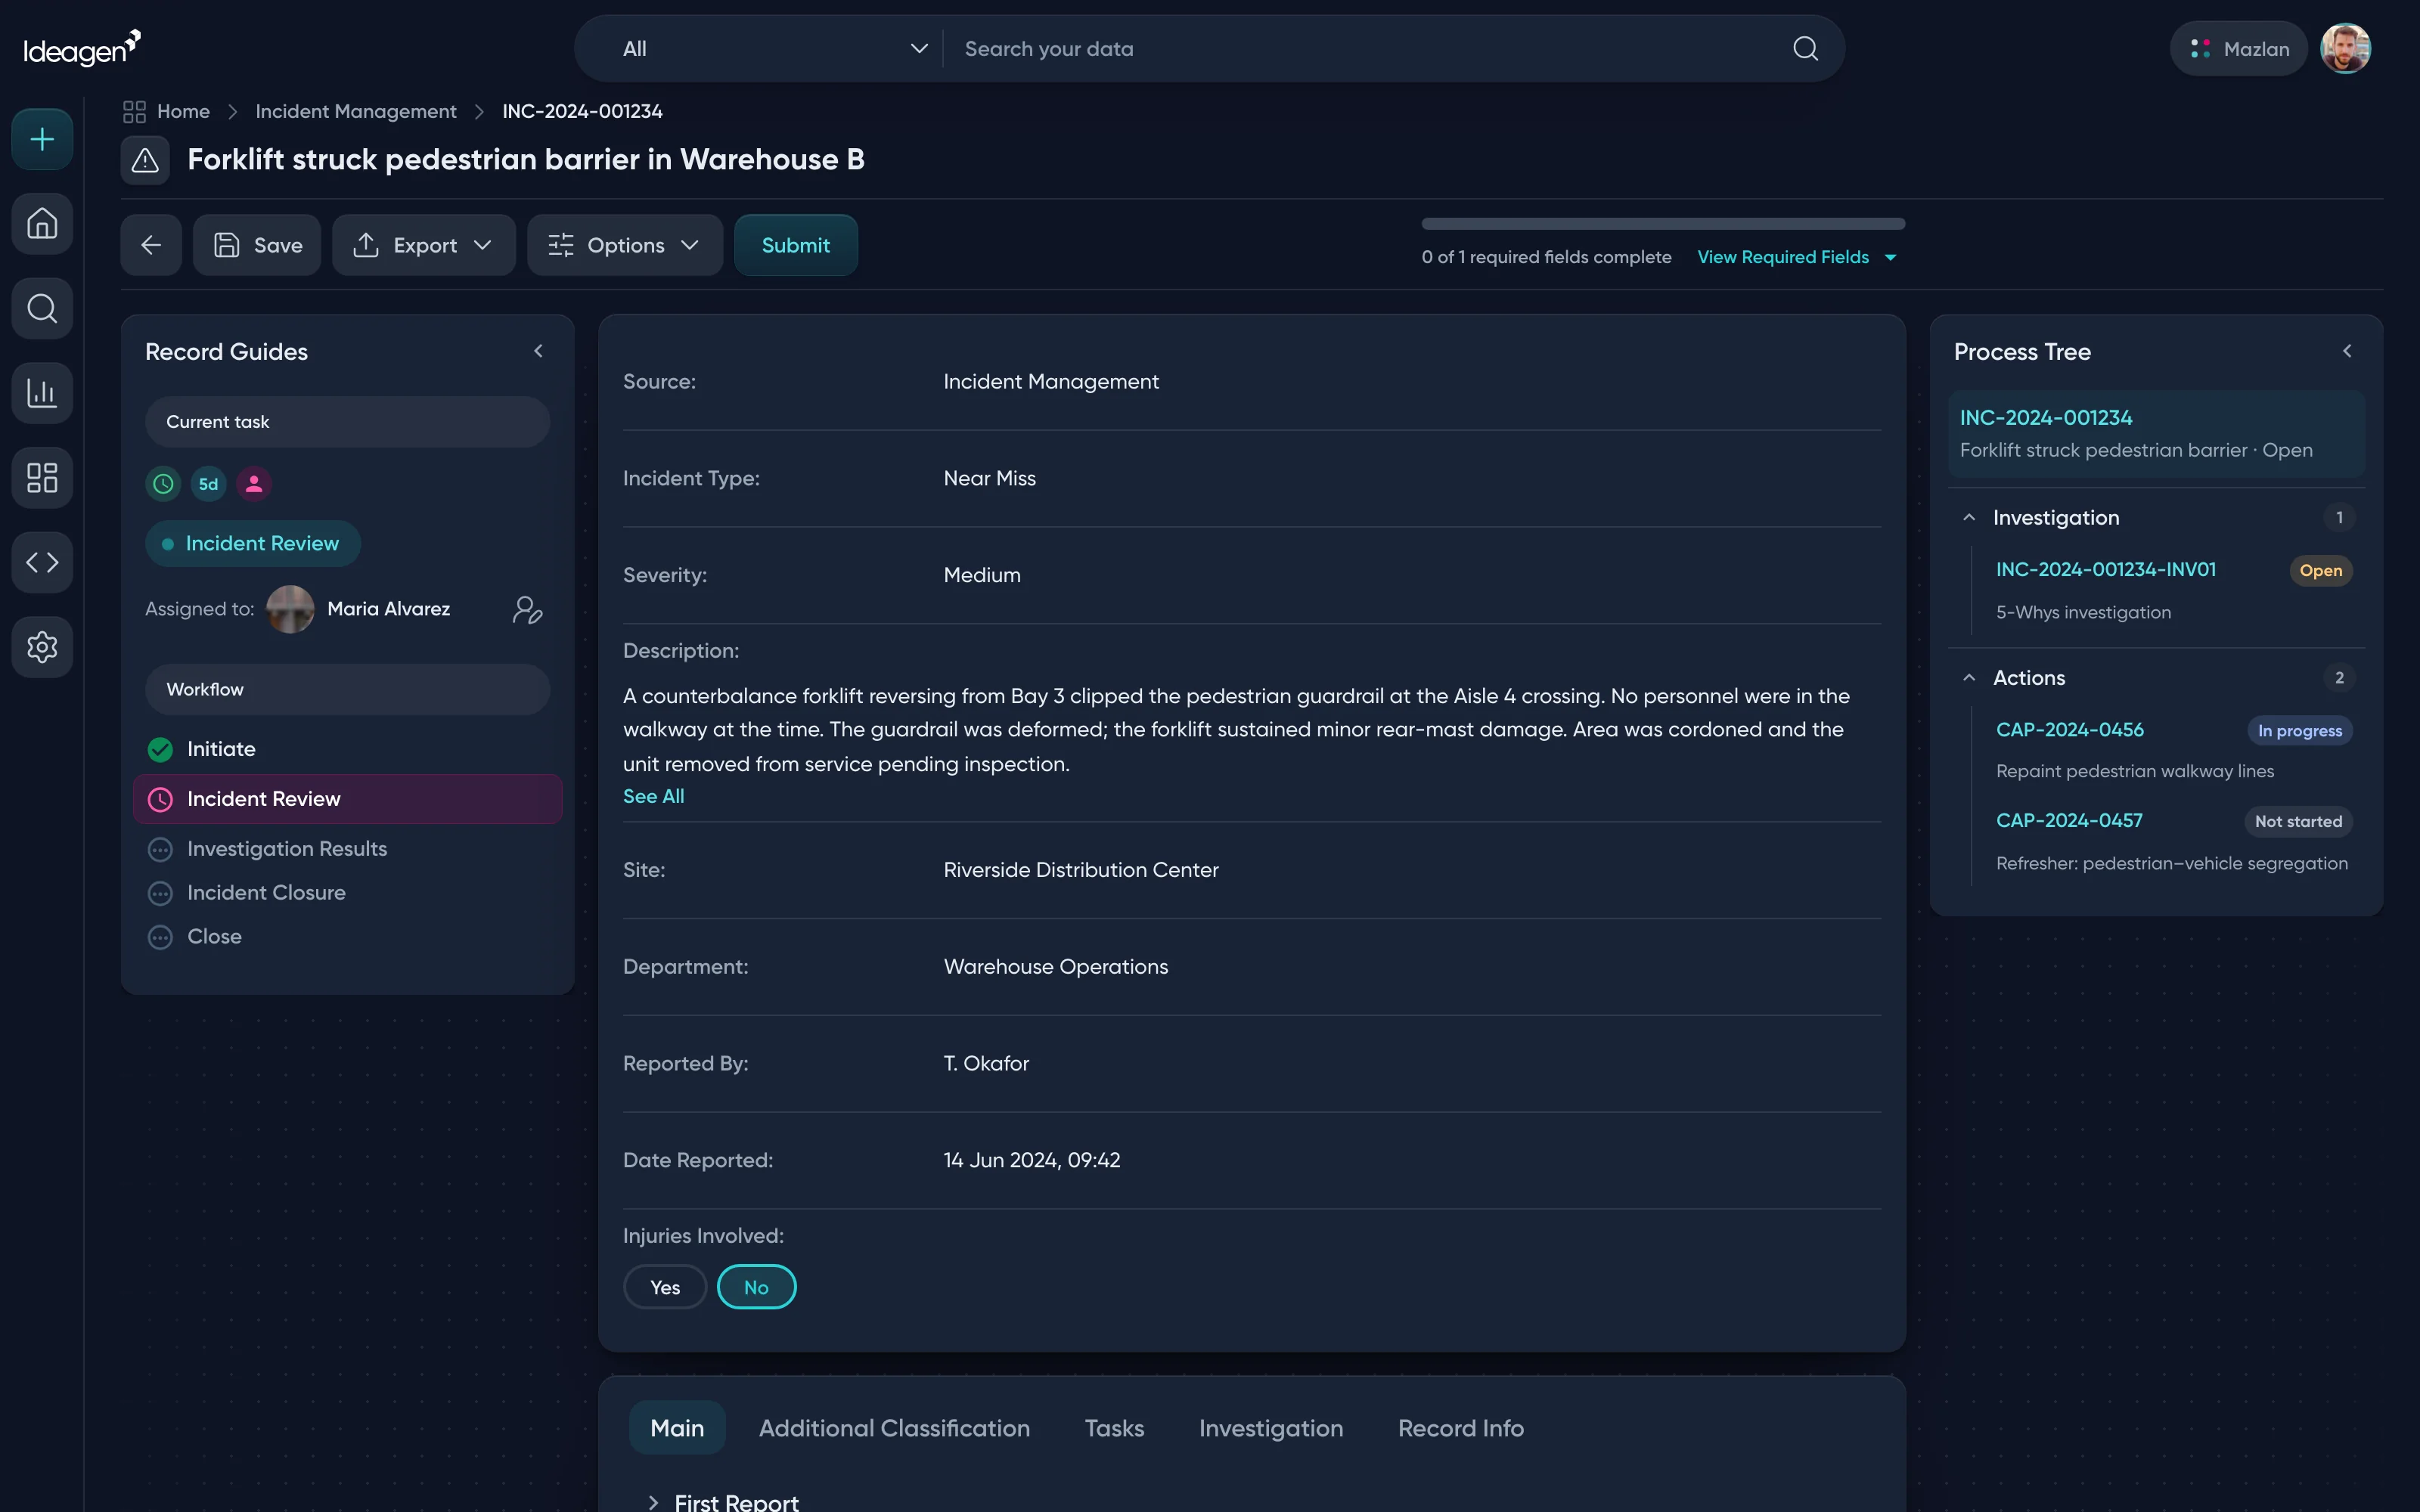 Ideagen
All
Search your data
Mazlan
Home
Incident Management
INC-2024-001234
Forklift struck pedestrian barrier in Warehouse B
Save
Export
Options
Submit
0 of 1 required fields complete
View Required Fields
Record Guides
Current task
5d
Incident Review
Assigned to:
Maria Alvarez
Workflow
Initiate
Incident Review
Investigation Results
Incident Closure
Close
Source:
Incident Management
Incident Type:
Near Miss
Severity:
Medium
Description:
A counterbalance forklift reversing from Bay 3 clipped the pedestrian guardrail at the Aisle 4 crossing. No personnel were in the
walkway at the time. The guardrail was deformed; the forklift sustained minor rear-mast damage. Area was cordoned and the
unit removed from service pending inspection.
See All
Site:
Riverside Distribution Center
Department:
Warehouse Operations
Reported By:
T. Okafor
Date Reported:
14 Jun 2024, 09:42
Injuries Involved:
Yes
No
Main
Additional Classification
Tasks
Investigation
Record Info
First Report
Process Tree
INC-2024-001234
Forklift struck pedestrian barrier · Open
Investigation
1
INC-2024-001234-INV01
Open
5-Whys investigation
Actions
2
CAP-2024-0456
In progress
Repaint pedestrian walkway lines
CAP-2024-0457
Not started
Refresher: pedestrian–vehicle segregation